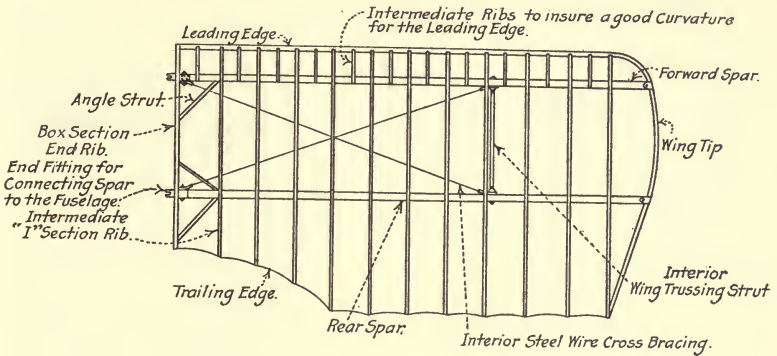 Intermediate Ribs to insure a good Curvature
for the Leading Edge.
Leading Edge
Forward Spar.
Angle Strut.
Box Section
End Rib.
Wing Tip
End Fitting for
Connecting Spar
to the Fuselage.
Intermediate
"I" Section Rib.
Trailing Edge.
Interior
Wing Trussing Strut
Rear Spar.
Interior Steel Wire Cross Bracing.